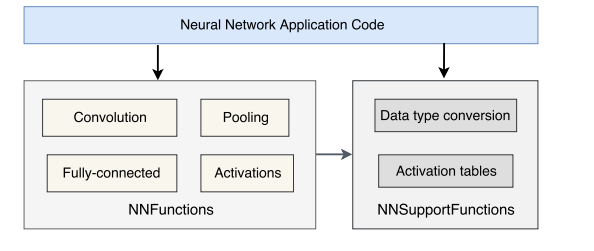 Neural Network Application Code
Convolution
Pooling
Fully-connected
Activations
NNFunctions
Data type conversion
Activation tables
NNSupportFunctions